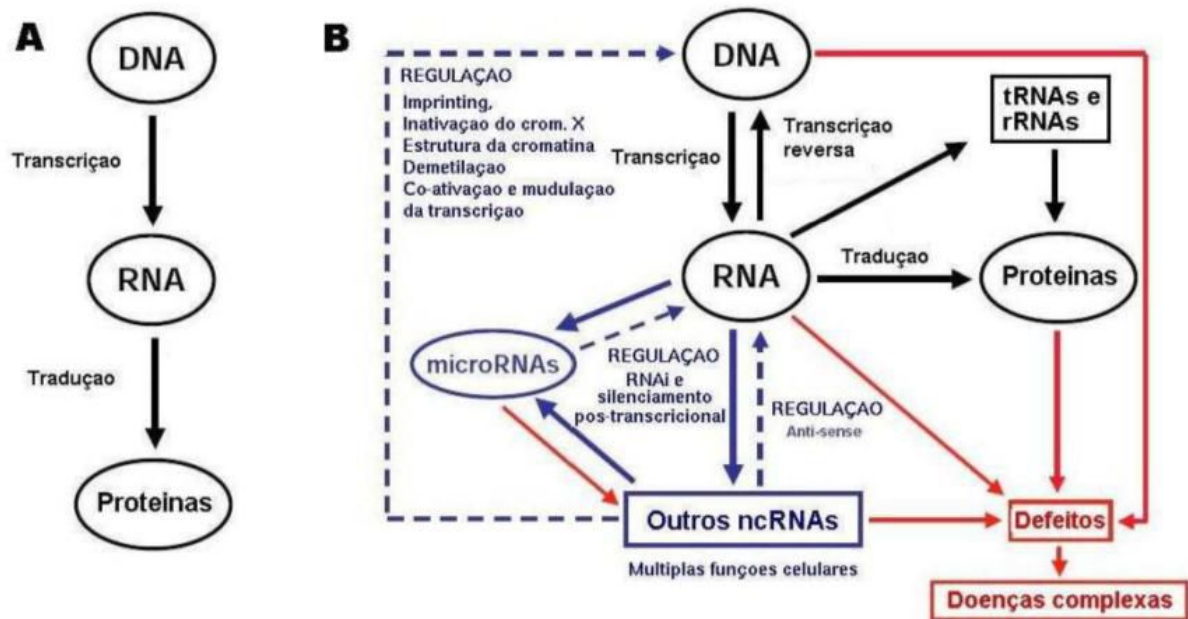 A
DNA
Transcriçao
RNA
Traduçao
Proteinas
B
DNA
REGULAÇAO
Imprinting,
Inativaçao do crom. X
Estrutura da cromatina
Demetilaçao
Co-ativaçao e mudulaçao
da transcriçao
Transcriçao
Transcriçao
reversa
tRNAs e
rRNAs
RNA
Traduçao
Proteinas
microRNAs
REGULAÇAO
RNAi e
silenciamento
pos-transcricional
REGULAÇAO
Anti-sense
Outros ncRNAs
Defeitos
Multiplas funçoes celulares
Doenças complexas